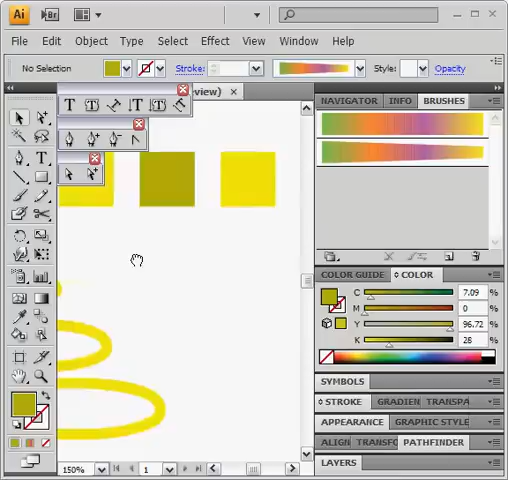 Ai Br
File Edit Object Type Select Effect View Window Help
No Selection Stroke: Style: Opacity
view) ×
NAVIGATOR INFO BRUSHES
COLOR GUIDE COLOR
C 7.09 %
M 0 %
Y 96.72 %
K 28 %
SYMBOLS
STROKE GRADIEN TRANSPA
APPEARANCE GRAPHIC STYLE
ALIGN TRANSFO PATHFINDER
LAYERS
150% 1